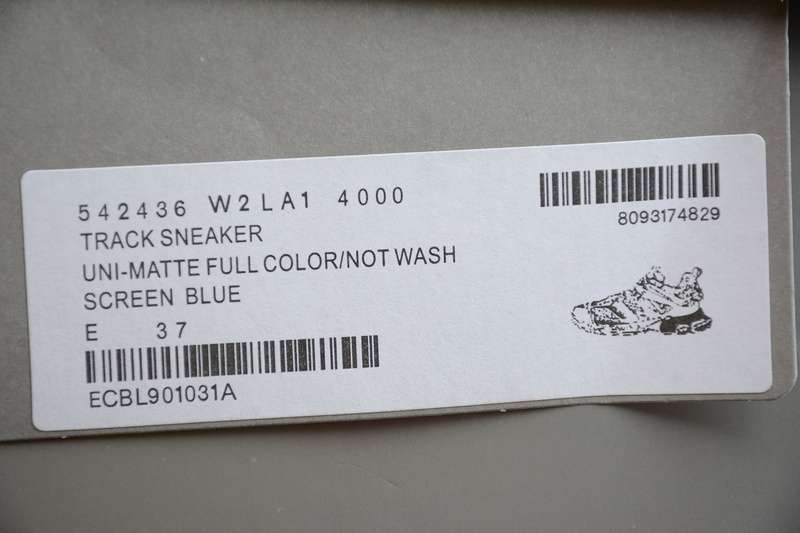 542436 W2LA1 4000
8093174829
TRACK SNEAKER
UNI-MATTE FULL COLOR/NOT WASH
SCREEN BLUE
E 37
ECBL901031A